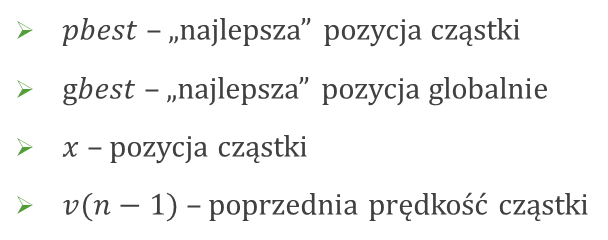 ➢ pbest – „najlepsza” pozycja cząstki
➢ gbest – „najlepsza” pozycja globalnie
➢ x – pozycja cząstki
➢ v(n − 1) – poprzednia prędkość cząstki